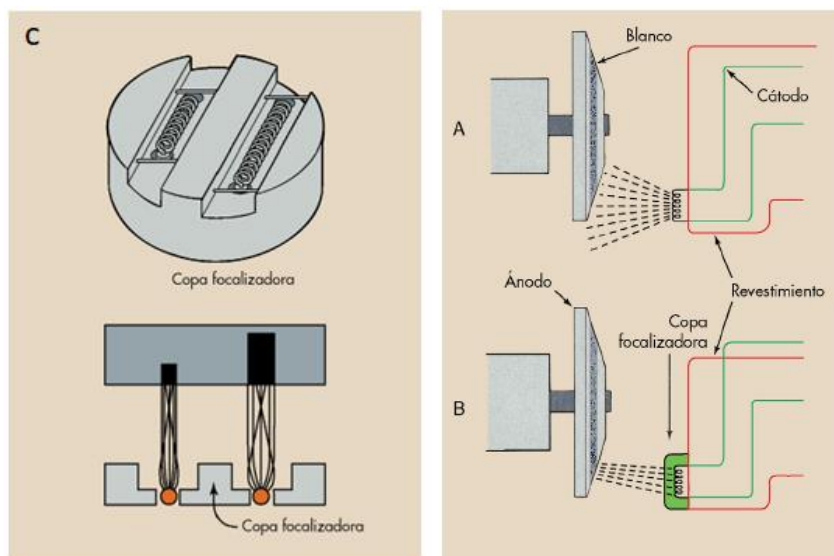 C
Copa focalizadora
Copa focalizadora
Blanco
Cátodo
A
Revestimiento
Ánodo
Copa
focalizadora
B